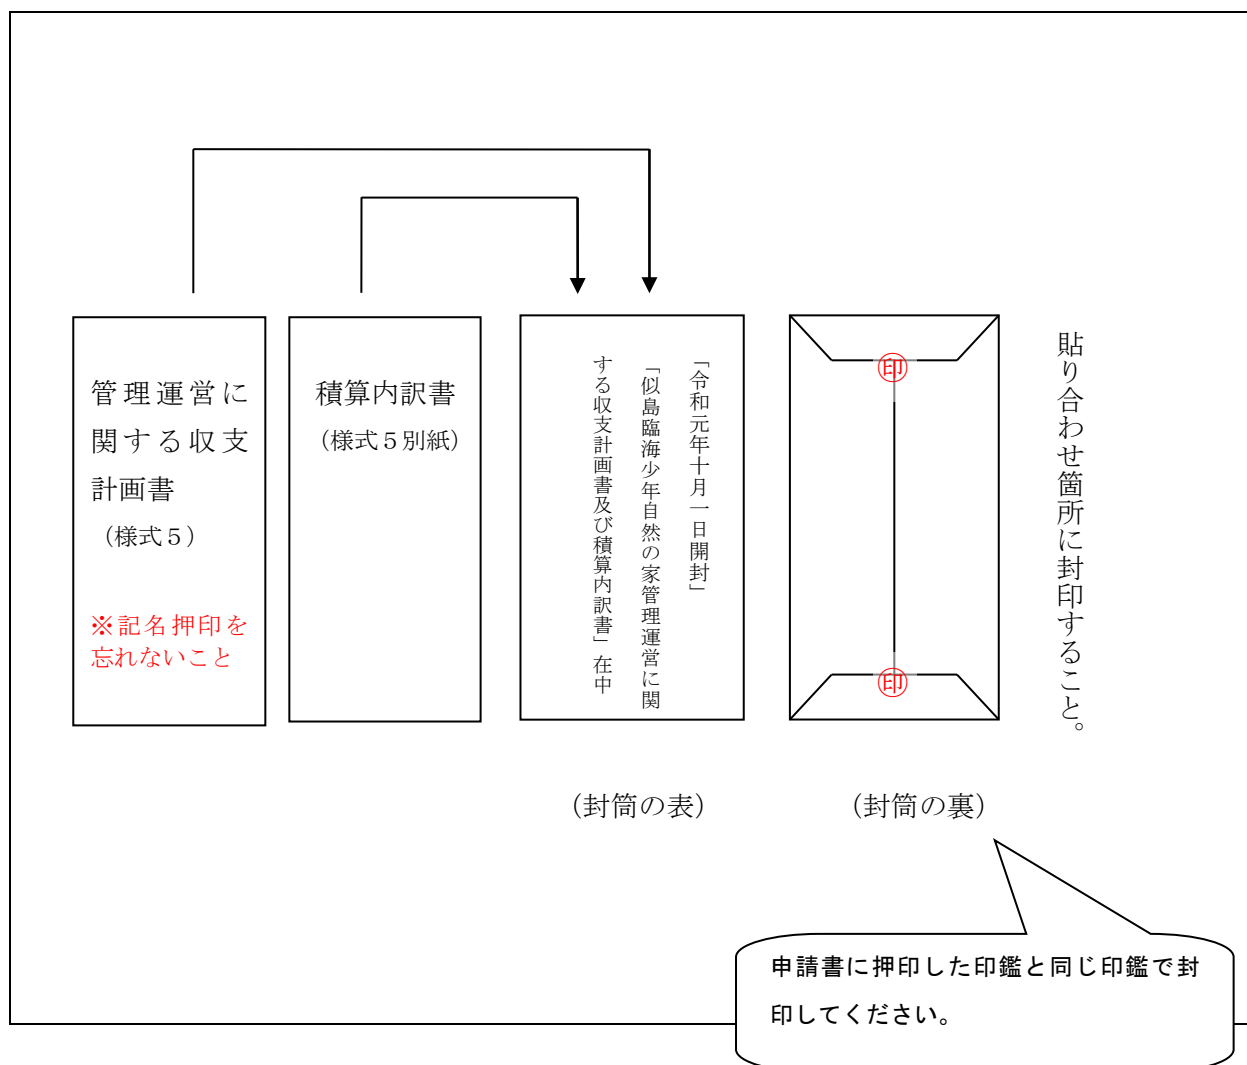 管理運営に
関する収支
計画書
（様式５）
※記名押印を
忘れないこと
積算内訳書
（様式５別紙）
「令和元年十月一日開封」
「似島臨海少年自然の家管理運営に関
する収支計画書及び積算内訳書」在中
印
印
貼り合わせ箇所に封印すること。
（封筒の表）
（封筒の裏）
申請書に押印した印鑑と同じ印鑑で封
印してください。